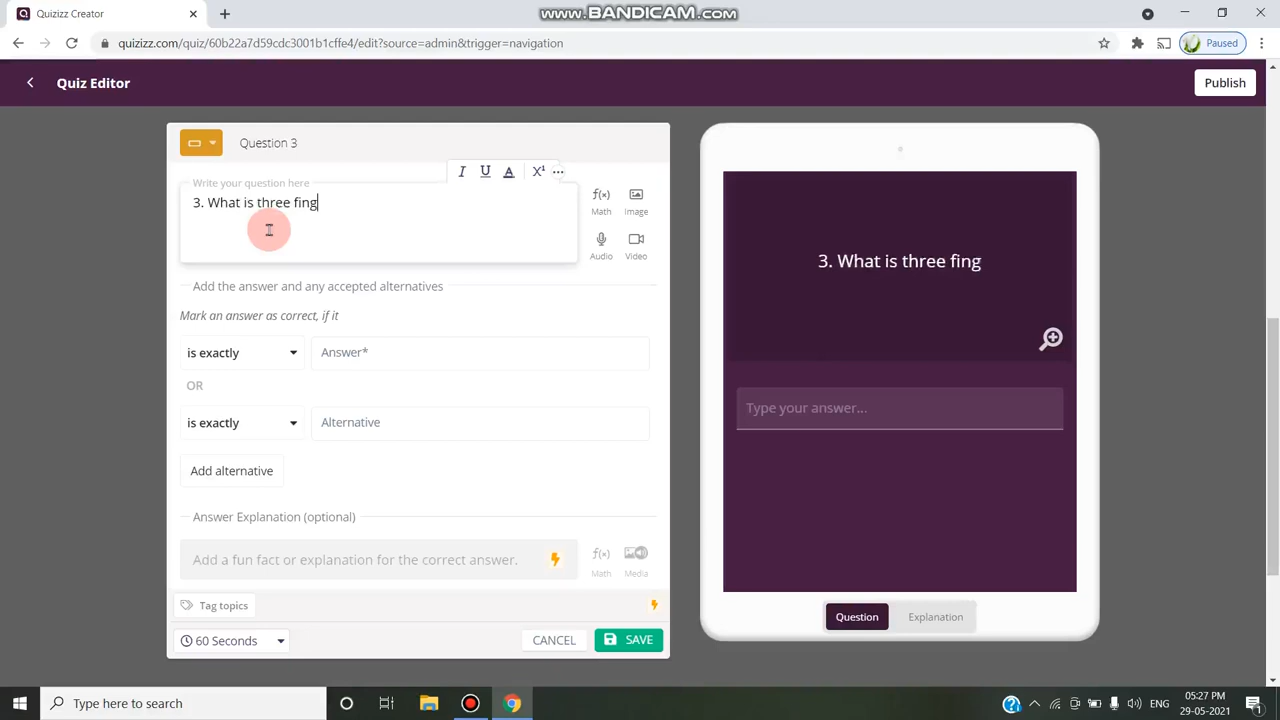 Quizizz Creator
www.BANDICAM.com
quizizz.com/quiz/60b22a7d59cdc3001b1cffe4/edit?source=admin&trigger=navigation
Paused
Quiz Editor
Publish
Question 3
I U A X¹ ...
Write your question here
3. What is three fing
f(x)
Math
Image
Audio
Video
Add the answer and any accepted alternatives
Mark an answer as correct, if it
is exactly
Answer*
OR
is exactly
Alternative
Add alternative
Answer Explanation (optional)
Add a fun fact or explanation for the correct answer.
f(x)
Math
Media
Tag topics
60 Seconds
CANCEL
SAVE
3. What is three fing
Type your answer...
Question
Explanation
Type here to search
ENG
05:27 PM
29-05-2021
1